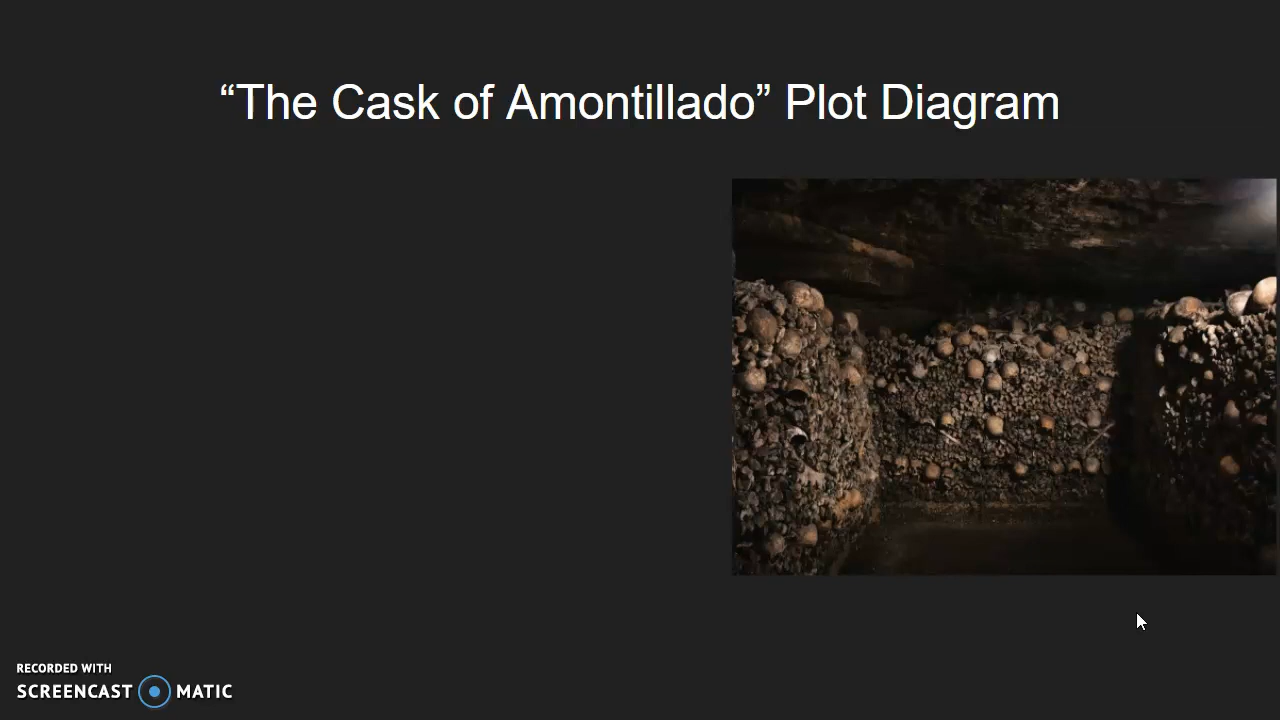 “The Cask of Amontillado” Plot Diagram
RECORDED WITH
SCREENCAST MATIC